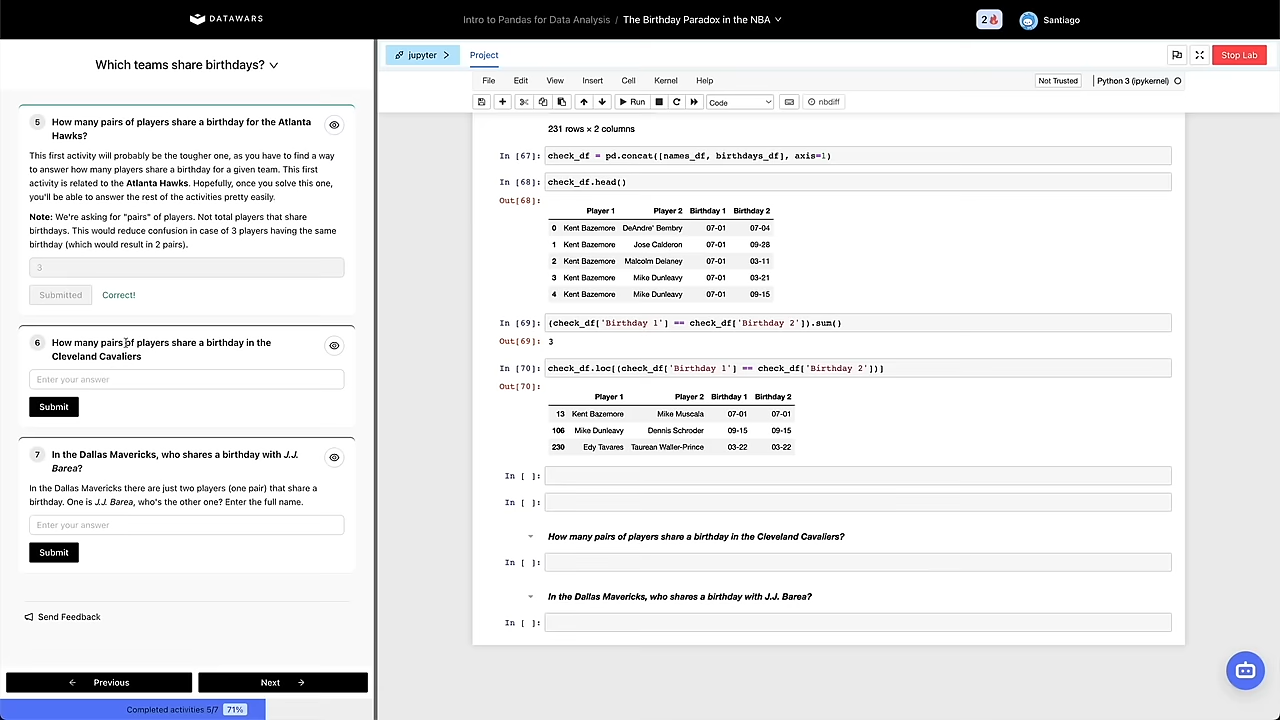 DATAWARS
Intro to Pandas for Data Analysis / The Birthday Paradox in the NBA
2
Santiago
Which teams share birthdays?
5 How many pairs of players share a birthday for the Atlanta
Hawks?
This first activity will probably be the tougher one, as you have to find a way
to answer how many players share a birthday for a given team. This first
activity is related to the Atlanta Hawks. Hopefully, once you solve this one,
you'll be able to answer the rest of the activities pretty easily.
Note: We're asking for "pairs" of players. Not total players that share
birthdays. This would reduce confusion in case of 3 players having the same
birthday (which would result in 2 pairs).
3
Submitted Correct!
6 How many pairs of players share a birthday in the
Cleveland Cavaliers
Enter your answer
Submit
7 In the Dallas Mavericks, who shares a birthday with J.J.
Barea?
In the Dallas Mavericks there are just two players (one pair) that share a
birthday. One is J.J. Barea, who's the other one? Enter the full name.
Enter your answer
Submit
Send Feedback
← Previous
Next →
Completed activities 5/7 71%
jupyter Project
Stop Lab
File Edit View Insert Cell Kernel Help
Not Trusted Python 3 (ipykernel)
Run Code nbdiff
231 rows × 2 columns
In [67]: check_df = pd.concat([names_df, birthdays_df], axis=1)
In [68]: check_df.head()
Out[68]:
Player 1 Player 2 Birthday 1 Birthday 2
0 Kent Bazemore DeAndre' Bembry 07-01 07-04
1 Kent Bazemore Jose Calderon 07-01 09-28
2 Kent Bazemore Malcolm Delaney 07-01 03-11
3 Kent Bazemore Mike Dunleavy 07-01 03-21
4 Kent Bazemore Mike Dunleavy 07-01 09-15
In [69]: (check_df['Birthday 1'] == check_df['Birthday 2']).sum()
Out[69]: 3
In [70]: check_df.loc[(check_df['Birthday 1'] == check_df['Birthday 2'])]
Out[70]:
Player 1 Player 2 Birthday 1 Birthday 2
13 Kent Bazemore Mike Muscala 07-01 07-01
106 Mike Dunleavy Dennis Schroder 09-15 09-15
230 Edy Tavares Taurean Waller-Prince 03-22 03-22
In [ ]:
In [ ]:
How many pairs of players share a birthday in the Cleveland Cavaliers?
In [ ]:
In the Dallas Mavericks, who shares a birthday with J.J. Barea?
In [ ]: